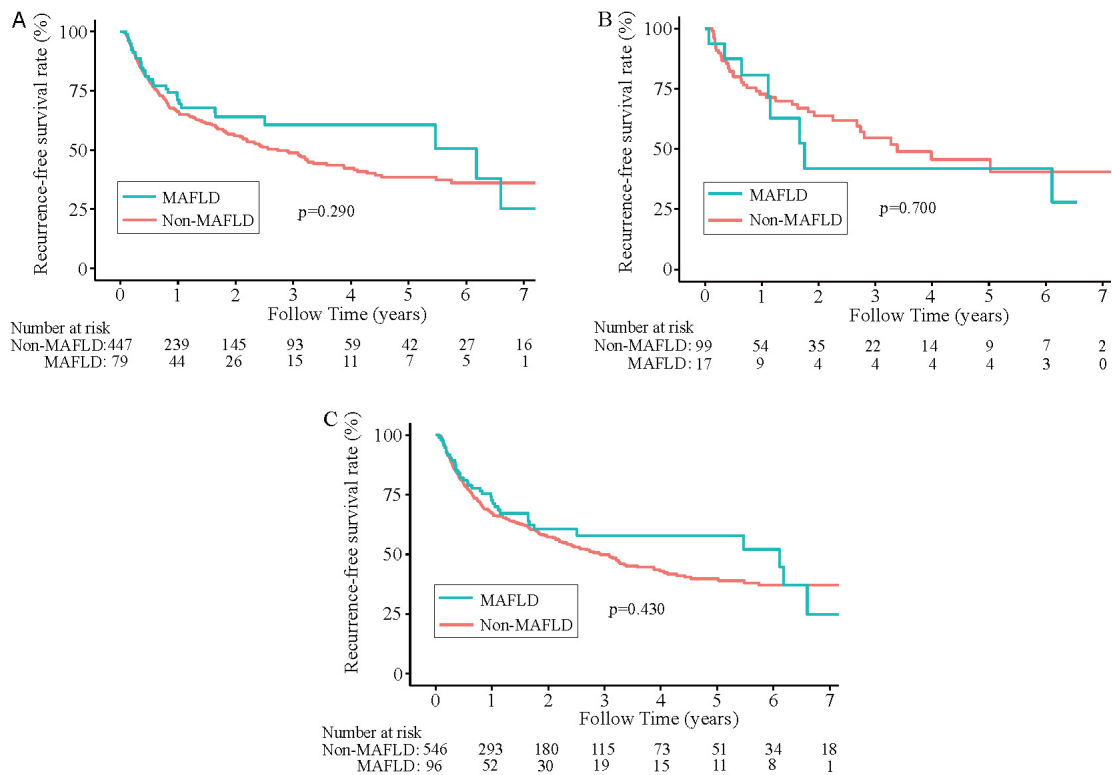 A
Recurrence-free survival rate (%)
100
75
50
25
0
MAFLD
Non-MAFLD
p=0.290
0 1 2 3 4 5 6 7
Follow Time (years)
Number at risk
Non-MAFLD: 447 239 145 93 59 42 27 16
MAFLD: 79 44 26 15 11 7 5 1
B
Recurrence-free survival rate (%)
100
75
50
25
0
MAFLD
Non-MAFLD
p=0.700
0 1 2 3 4 5 6 7
Follow Time (years)
Number at risk
Non-MAFLD: 99 54 35 22 14 9 7 2
MAFLD: 17 9 4 4 4 4 3 0
C
Recurrence-free survival rate (%)
100
75
50
25
0
MAFLD
Non-MAFLD
p=0.430
0 1 2 3 4 5 6 7
Follow Time (years)
Number at risk
Non-MAFLD: 546 293 180 115 73 51 34 18
MAFLD: 96 52 30 19 15 11 8 1